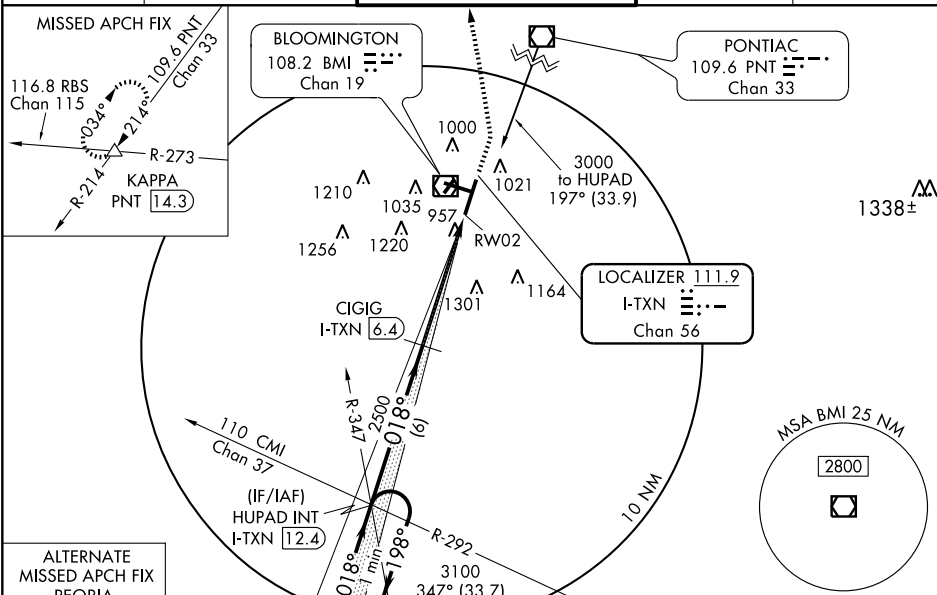 MISSED APCH FIX
109.6 PNT
Chan 33
116.8 RBS
Chan 115
034°
214°
R-273
R-214
KAPPA
PNT 14.3
BLOOMINGTON
108.2 BMI
Chan 19
PONTIAC
109.6 PNT
Chan 33
1000
1021
3000
to HUPAD
197° (33.9)
1210
1035
957
1338±
1256
1220
RW02
1301
1164
LOCALIZER 111.9
I-TXN
Chan 56
CIGIG
I-TXN 6.4
R-347
2500
018°
(6)
110 CMI
Chan 37
MSA BMI 25 NM
2800
(IF/IAF)
HUPAD INT
I-TXN 12.4
10 NM
R-292
018°
1 min
198°
3100
347° (33.7)
ALTERNATE
MISSED APCH FIX
PEORIA